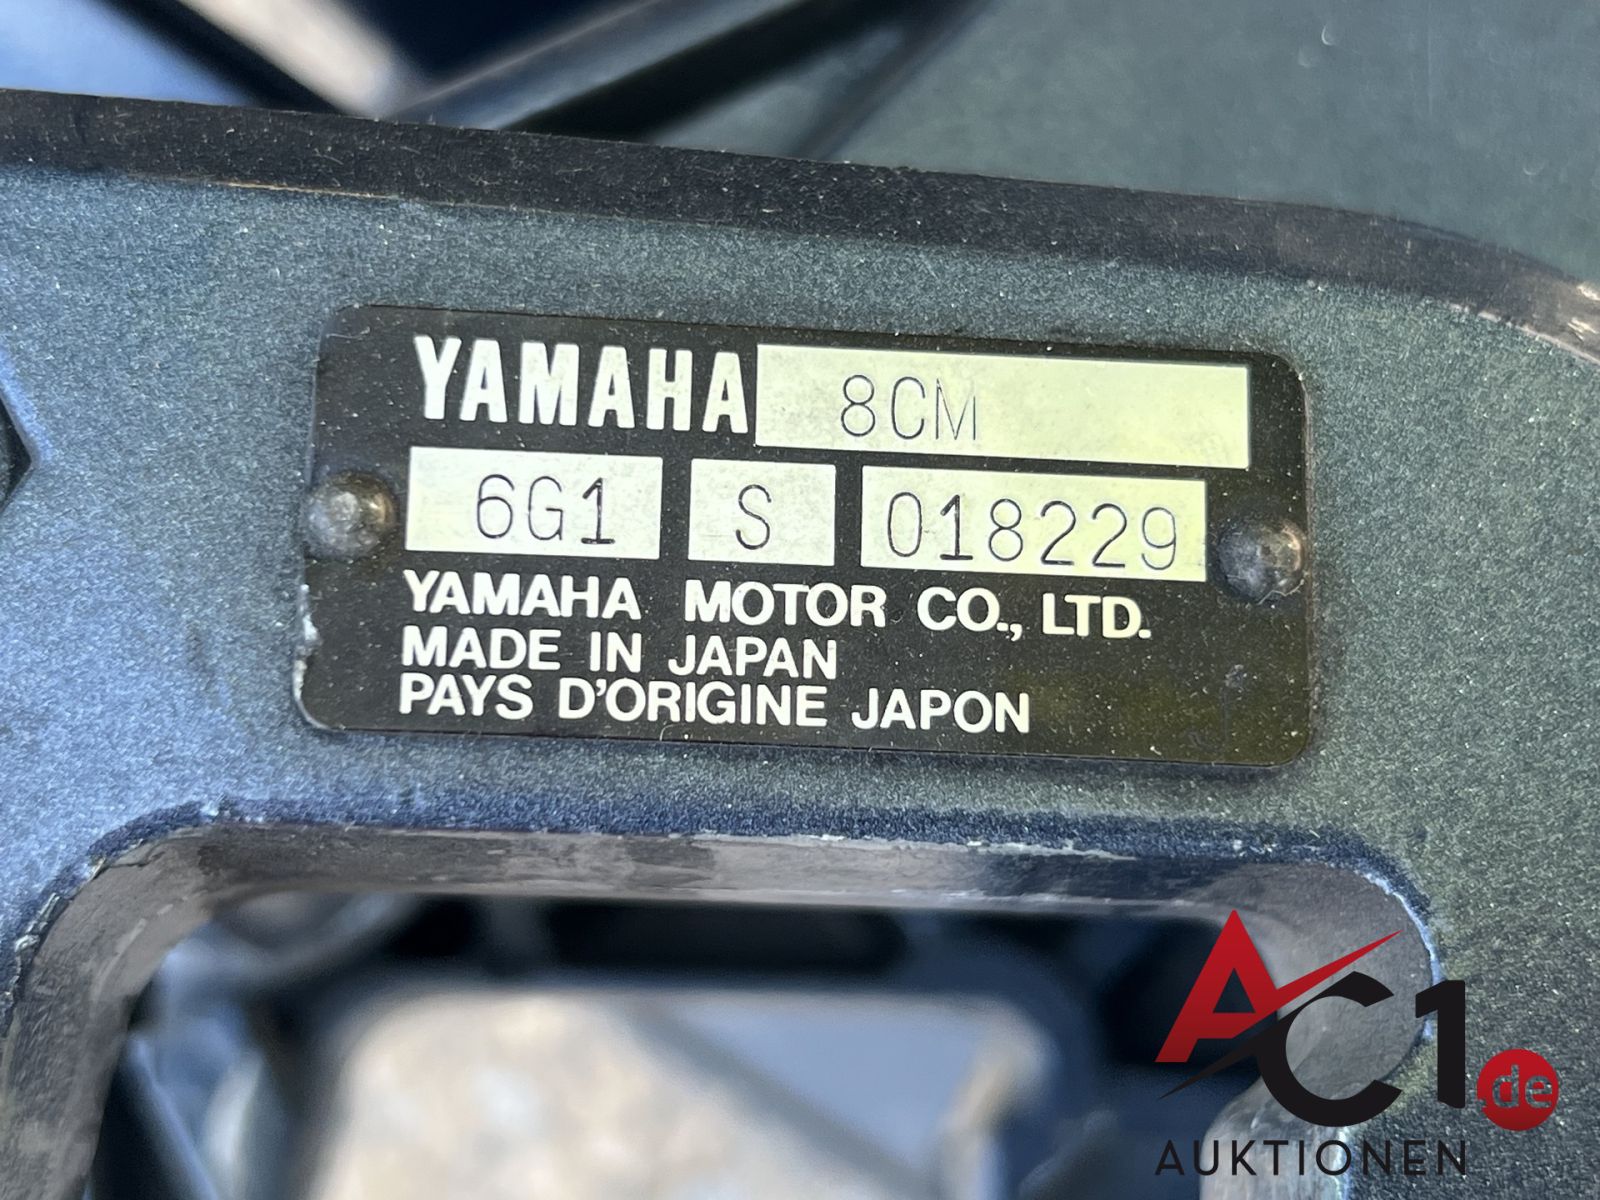 YAMAHA 8CM
6G1 S 018229
YAMAHA MOTOR CO., LTD.
MADE IN JAPAN
PAYS D'ORIGINE JAPON
AC1.de
AUKTIONEN